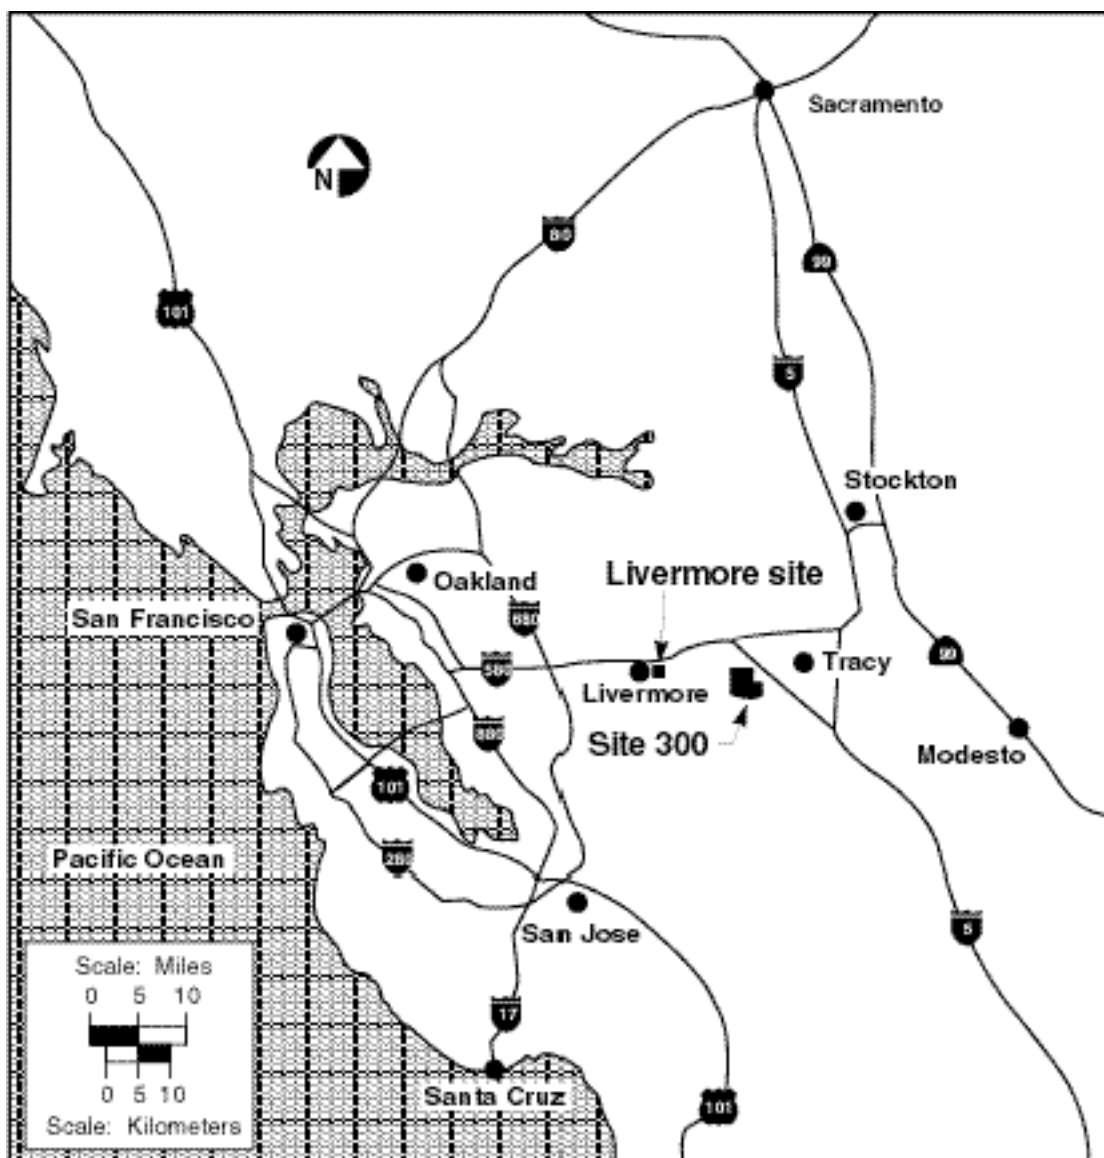 Sacramento
N
80
99
101
5
Stockton
Livermore site
Oakland
San Francisco
680
580
Tracy
99
Livermore
880
Site 300
Modesto
101
280
Pacific Ocean
San Jose
5
Scale: Miles
0 5 10
17
0 5 10
Santa Cruz
101
Scale: Kilometers